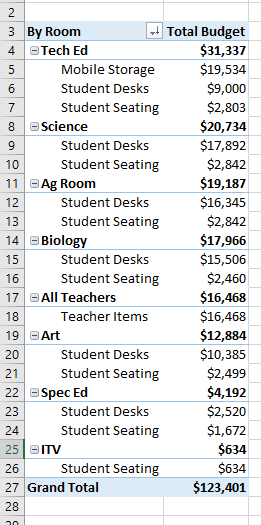 2
3 By Room Total Budget
4 Tech Ed $31,337
5 Mobile Storage $19,534
6 Student Desks $9,000
7 Student Seating $2,803
8 Science $20,734
9 Student Desks $17,892
10 Student Seating $2,842
11 Ag Room $19,187
12 Student Desks $16,345
13 Student Seating $2,842
14 Biology $17,966
15 Student Desks $15,506
16 Student Seating $2,460
17 All Teachers $16,468
18 Teacher Items $16,468
19 Art $12,884
20 Student Desks $10,385
21 Student Seating $2,499
22 Spec Ed $4,192
23 Student Desks $2,520
24 Student Seating $1,672
25 ITV $634
26 Student Seating $634
27 Grand Total $123,401
28